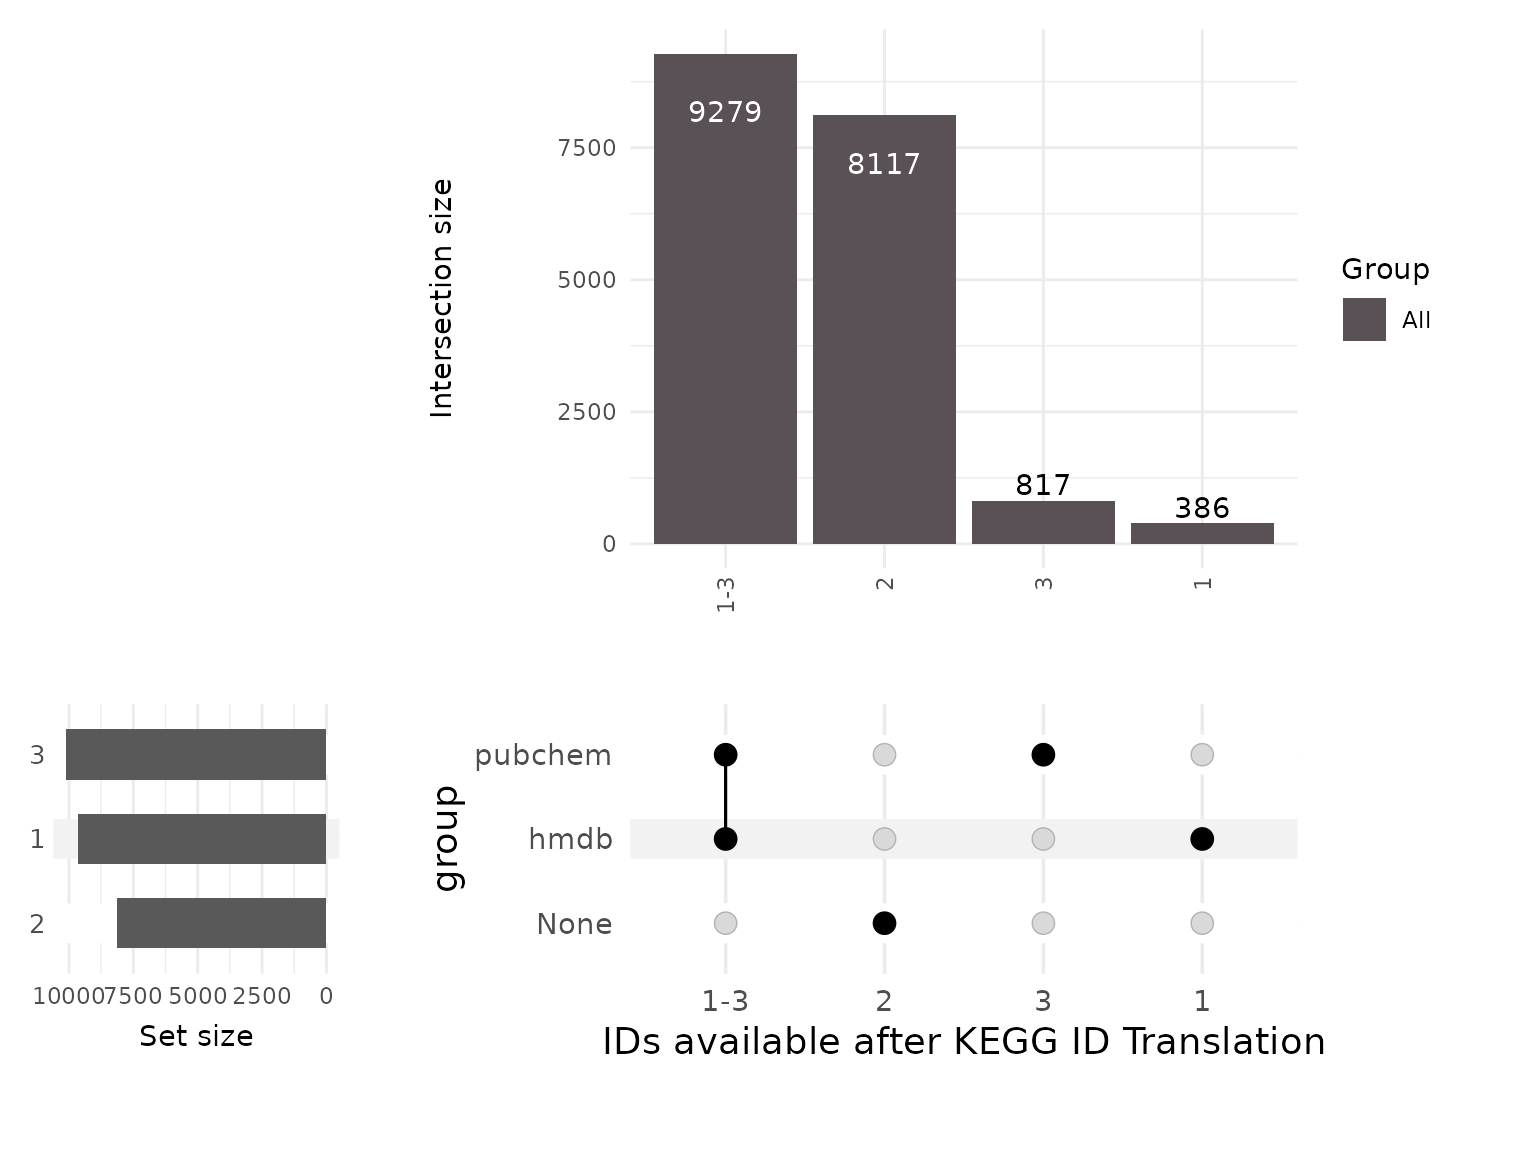 9279
8117
817
386
7500
5000
2500
0
Intersection size
1-3
2
3
1
Group
All
3
1
2
10000 7500 5000 2500 0
Set size
group
pubchem
hmdb
None
1-3 2 3 1
IDs available after KEGG ID Translation